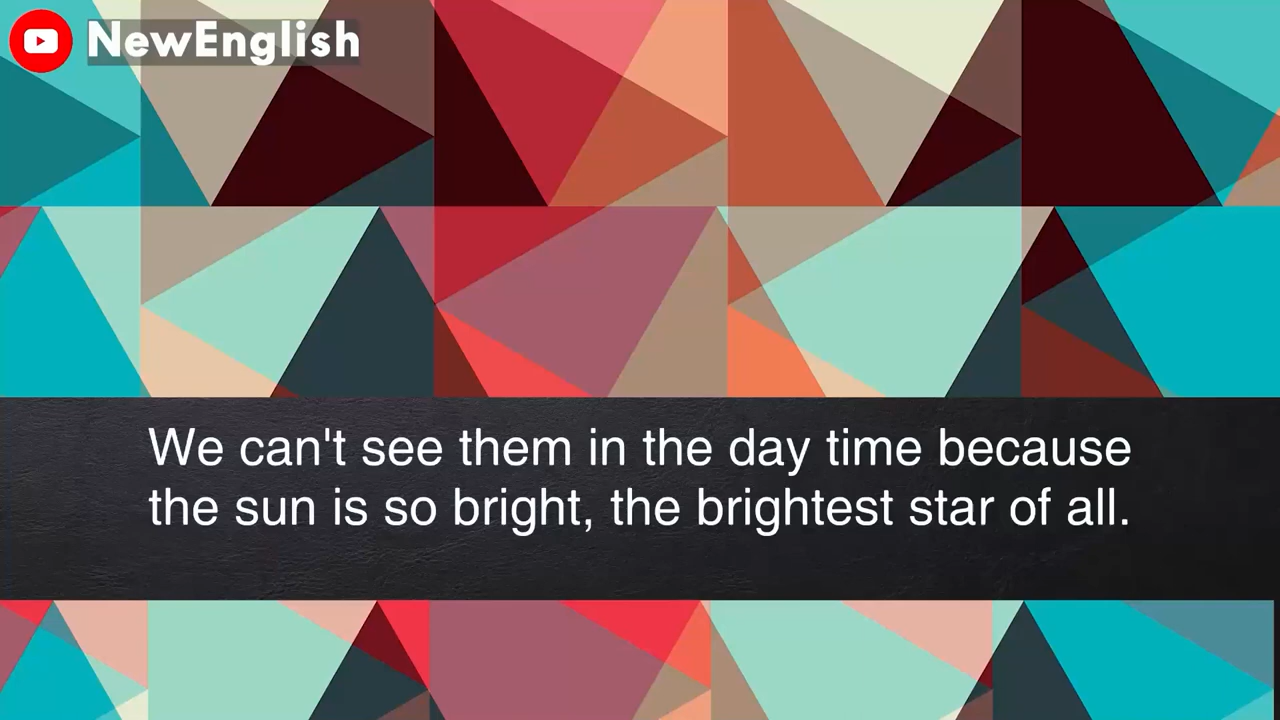 NewEnglish
We can't see them in the day time because
the sun is so bright, the brightest star of all.